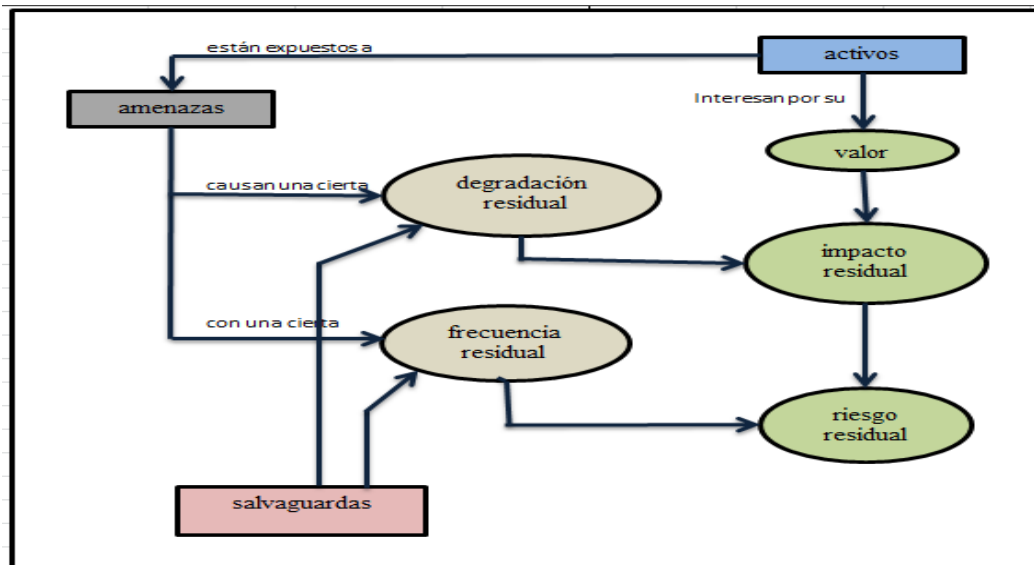 están expuestos a
activos
amenazas
Interesan por su
valor
causan una cierta
degradación
residual
impacto
residual
con una cierta
frecuencia
residual
riesgo
residual
salvaguardas